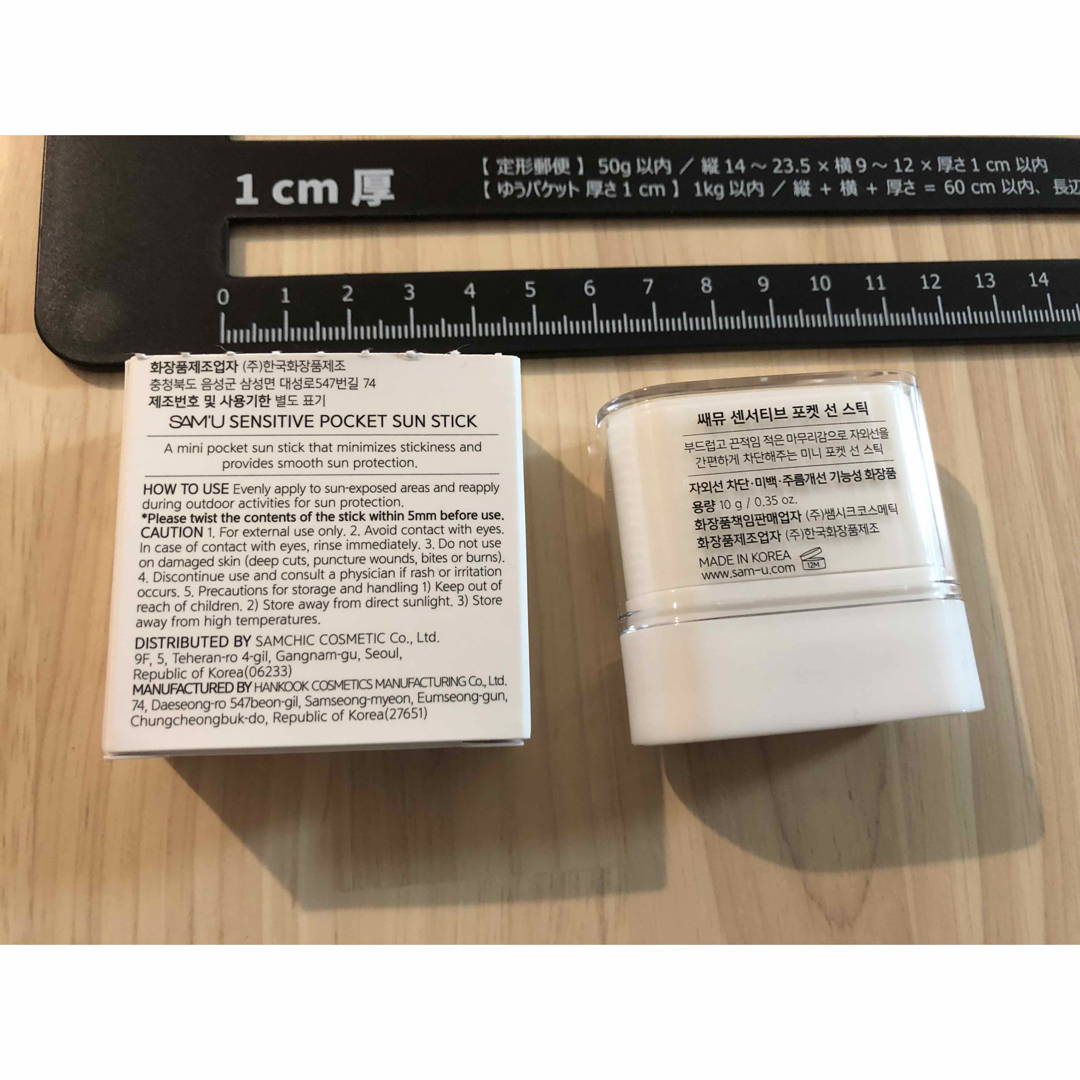 1 cm 厚
【 定形郵便 】 50g 以内 ／ 縦 14 ～ 23.5 × 横 9 ～ 12 × 厚さ 1 cm 以内
【 ゆうパケット 厚さ 1 cm 】 1kg 以内 ／ 縦 + 横 + 厚さ = 60 cm 以内、長辺
0 1 2 3 4 5 6 7 8 9 10 11 12 13 14
화장품제조업자 (주)한국화장품제조
충청북도 음성군 삼성면 대성로547번길 74
제조번호 및 사용기한 별도 표기
SAM'U SENSITIVE POCKET SUN STICK
A mini pocket sun stick that minimizes stickiness and
provides smooth sun protection.
HOW TO USE Evenly apply to sun-exposed areas and reapply
during outdoor activities for sun protection.
*Please twist the contents of the stick within 5mm before use.
CAUTION 1. For external use only. 2. Avoid contact with eyes.
In case of contact with eyes, rinse immediately. 3. Do not use
on damaged skin (deep cuts, puncture wounds, bites or burns).
4. Discontinue use and consult a physician if rash or irritation
occurs. 5. Precautions for storage and handling 1) Keep out of
reach of children. 2) Store away from direct sunlight. 3) Store
away from high temperatures.
DISTRIBUTED BY SAMCHIC COSMETIC Co., Ltd.
9F, 5, Teheran-ro 4-gil, Gangnam-gu, Seoul,
Republic of Korea(06233)
MANUFACTURED BY HANKOOK COSMETICS MANUFACTURING Co., Ltd.
74, Daeseong-ro 547beon-gil, Samseong-myeon, Eumseong-gun,
Chungcheongbuk-do, Republic of Korea(27651)
쌔뮤 센서티브 포켓 선 스틱
부드럽고 끈적임 적은 마무리감으로 자외선을
간편하게 차단해주는 미니 포켓 선 스틱
자외선 차단·미백·주름개선 기능성 화장품
용량 10 g / 0.35 oz.
화장품책임판매업자 (주)쌤시크코스메틱
화장품제조업자 (주)한국화장품제조
MADE IN KOREA
www.sam-u.com 12M